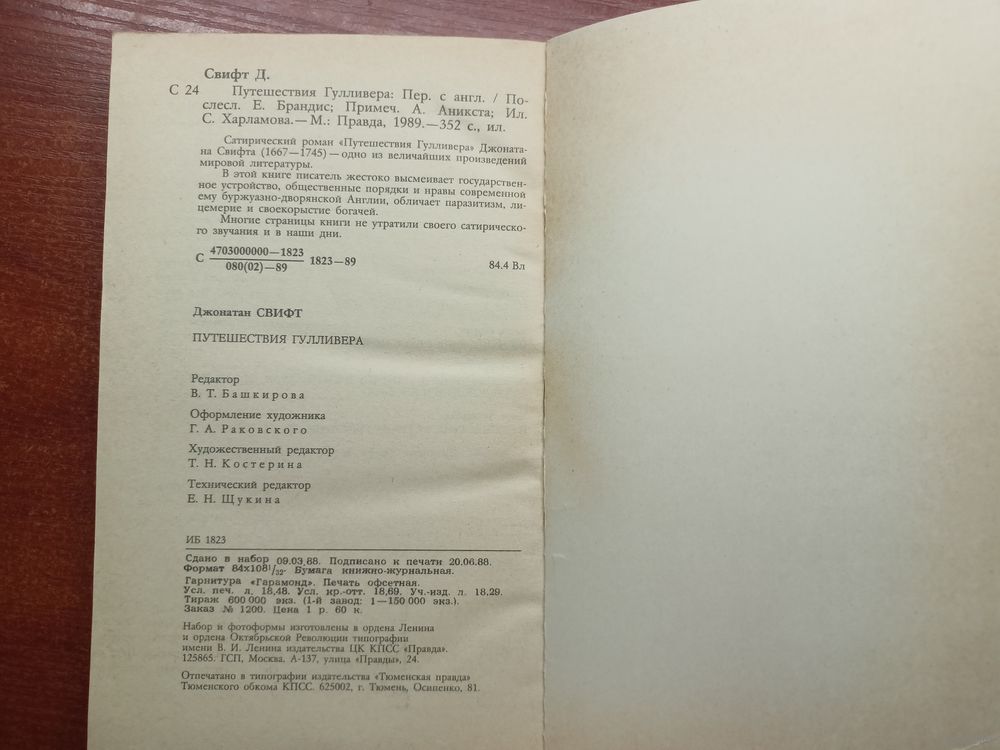 Свифт Д.
С 24 Путешествия Гулливера: Пер. с англ. / По-
слесл. Е. Брандис; Примеч. А. Аникста; Ил.
С. Харламова.—М.: Правда, 1989.—352 с., ил.
Сатирический роман «Путешествия Гулливера» Джоната-
на Свифта (1667—1745) — одно из величайших произведений
мировой литературы.
В этой книге писатель жестоко высмеивает государствен-
ное устройство, общественные порядки и нравы современной
ему буржуазно-дворянской Англии, обличает паразитизм, ли-
цемерие и своекорыстие богачей.
Многие страницы книги не утратили своего сатирическо-
го звучания и в наши дни.
С 4703000000—1823 / 080(02)—89 1823—89 84.4 Вл
Джонатан СВИФТ
ПУТЕШЕСТВИЯ ГУЛЛИВЕРА
Редактор
В. Т. Башкирова
Оформление художника
Г. А. Раковского
Художественный редактор
Т. Н. Костерина
Технический редактор
Е. Н. Щукина
ИБ 1823
Сдано в набор 09.03.88. Подписано к печати 20.06.88.
Формат 84х108¹/₃₂. Бумага книжно-журнальная.
Гарнитура «Гарамонд». Печать офсетная.
Усл. печ. л. 18,48. Усл. кр.-отт. 18,69. Уч.-изд. л. 18.29.
Тираж 600 000 экз. (1-й завод: 1—150 000 экз.).
Заказ № 1200. Цена 1 р. 60 к.
Набор и фотоформы изготовлены в ордена Ленина
и ордена Октябрьской Революции типографии
имени В. И. Ленина издательства ЦК КПСС «Правда».
125865. ГСП, Москва. А-137, улица «Правды», 24.
Отпечатано в типографии издательства «Тюменская правда»
Тюменского обкома КПСС. 625002, г. Тюмень, Осипенко, 81.